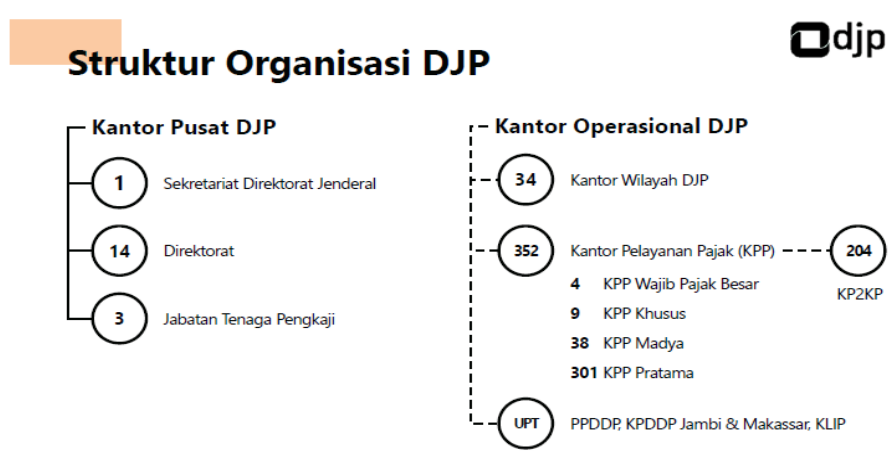 djp
Struktur Organisasi DJP
Kantor Pusat DJP
1 Sekretariat Direktorat Jenderal
14 Direktorat
3 Jabatan Tenaga Pengkaji
Kantor Operasional DJP
34 Kantor Wilayah DJP
352 Kantor Pelayanan Pajak (KPP) 204
KP2KP
4 KPP Wajib Pajak Besar
9 KPP Khusus
38 KPP Madya
301 KPP Pratama
UPT PPDDP, KPDDP Jambi & Makassar, KLIP